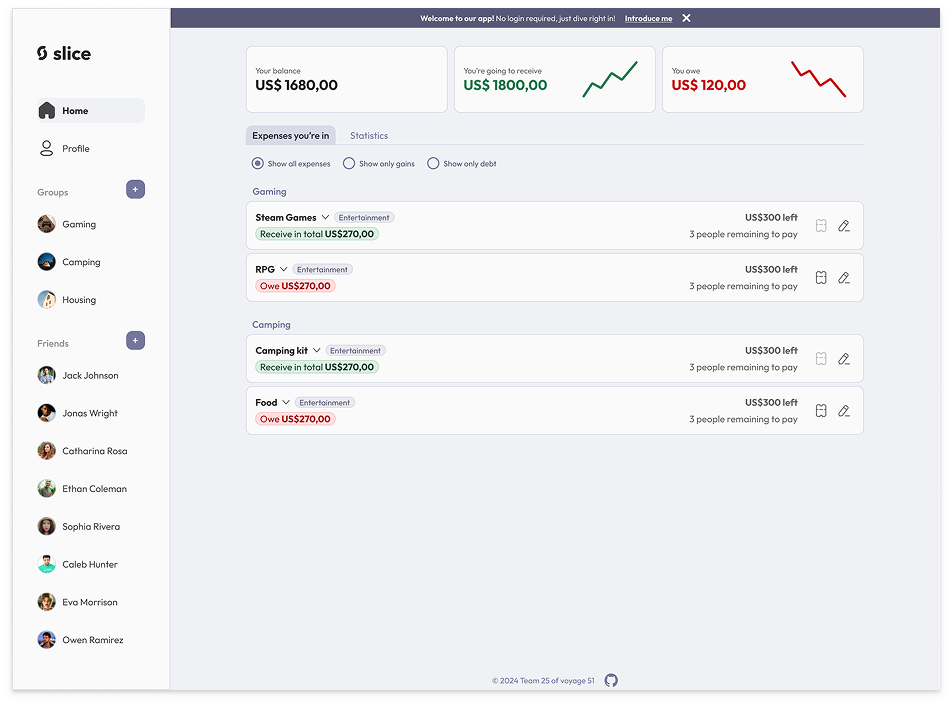 Welcome to our app! No login required, just dive right in! Introduce me
slice
Home
Profile
Groups
+
Gaming
Camping
Housing
Friends
+
Jack Johnson
Jonas Wright
Catharina Rosa
Ethan Coleman
Sophia Rivera
Caleb Hunter
Eva Morrison
Owen Ramirez
Your balance
US$ 1680,00
You're going to receive
US$ 1800,00
You owe
US$ 120,00
Expenses you're in
Statistics
Show all expenses
Show only gains
Show only debt
Gaming
Steam Games Entertainment
Receive in total US$270,00
US$300 left
3 people remaining to pay
RPG Entertainment
Owe US$270,00
US$300 left
3 people remaining to pay
Camping
Camping kit Entertainment
Receive in total US$270,00
US$300 left
3 people remaining to pay
Food Entertainment
Owe US$270,00
US$300 left
3 people remaining to pay
© 2024 Team 25 of voyage 51